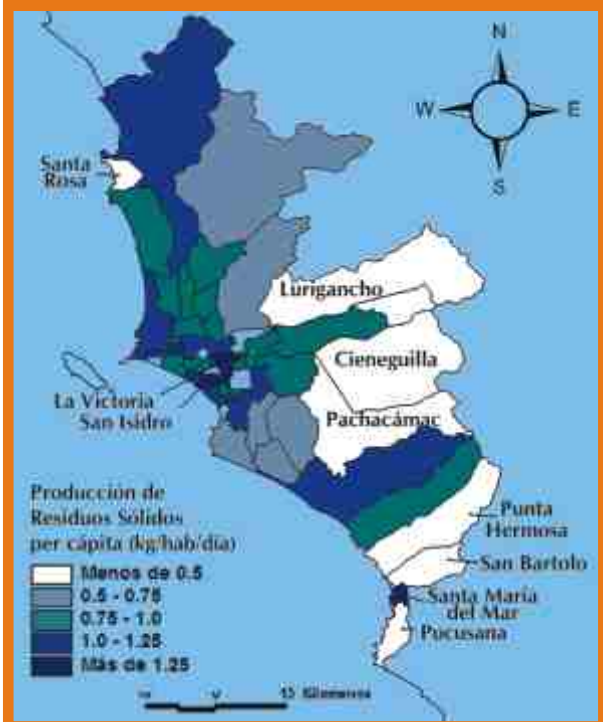 N
W E
S
Santa
Rosa
Lurigancho
Cieneguilla
La Victoria
San Isidro
Pachacámac
Producción de
Residuos Sólidos
per cápita (kg/hab/día)
Menos de 0.5
0.5 - 0.75
0.75 - 1.0
1.0 - 1.25
Más de 1.25
Punta
Hermosa
San Bartolo
Santa María
del Mar
Pucusana
15 Kilometros